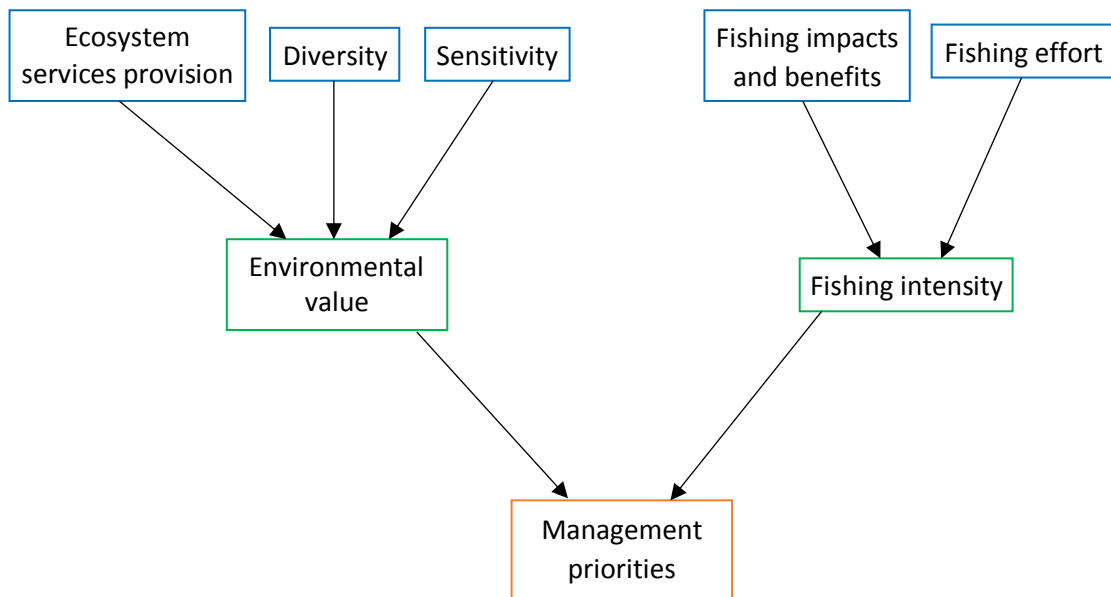 Ecosystem
services provision
Diversity
Sensitivity
Fishing impacts
and benefits
Fishing effort
Environmental
value
Fishing intensity
Management
priorities